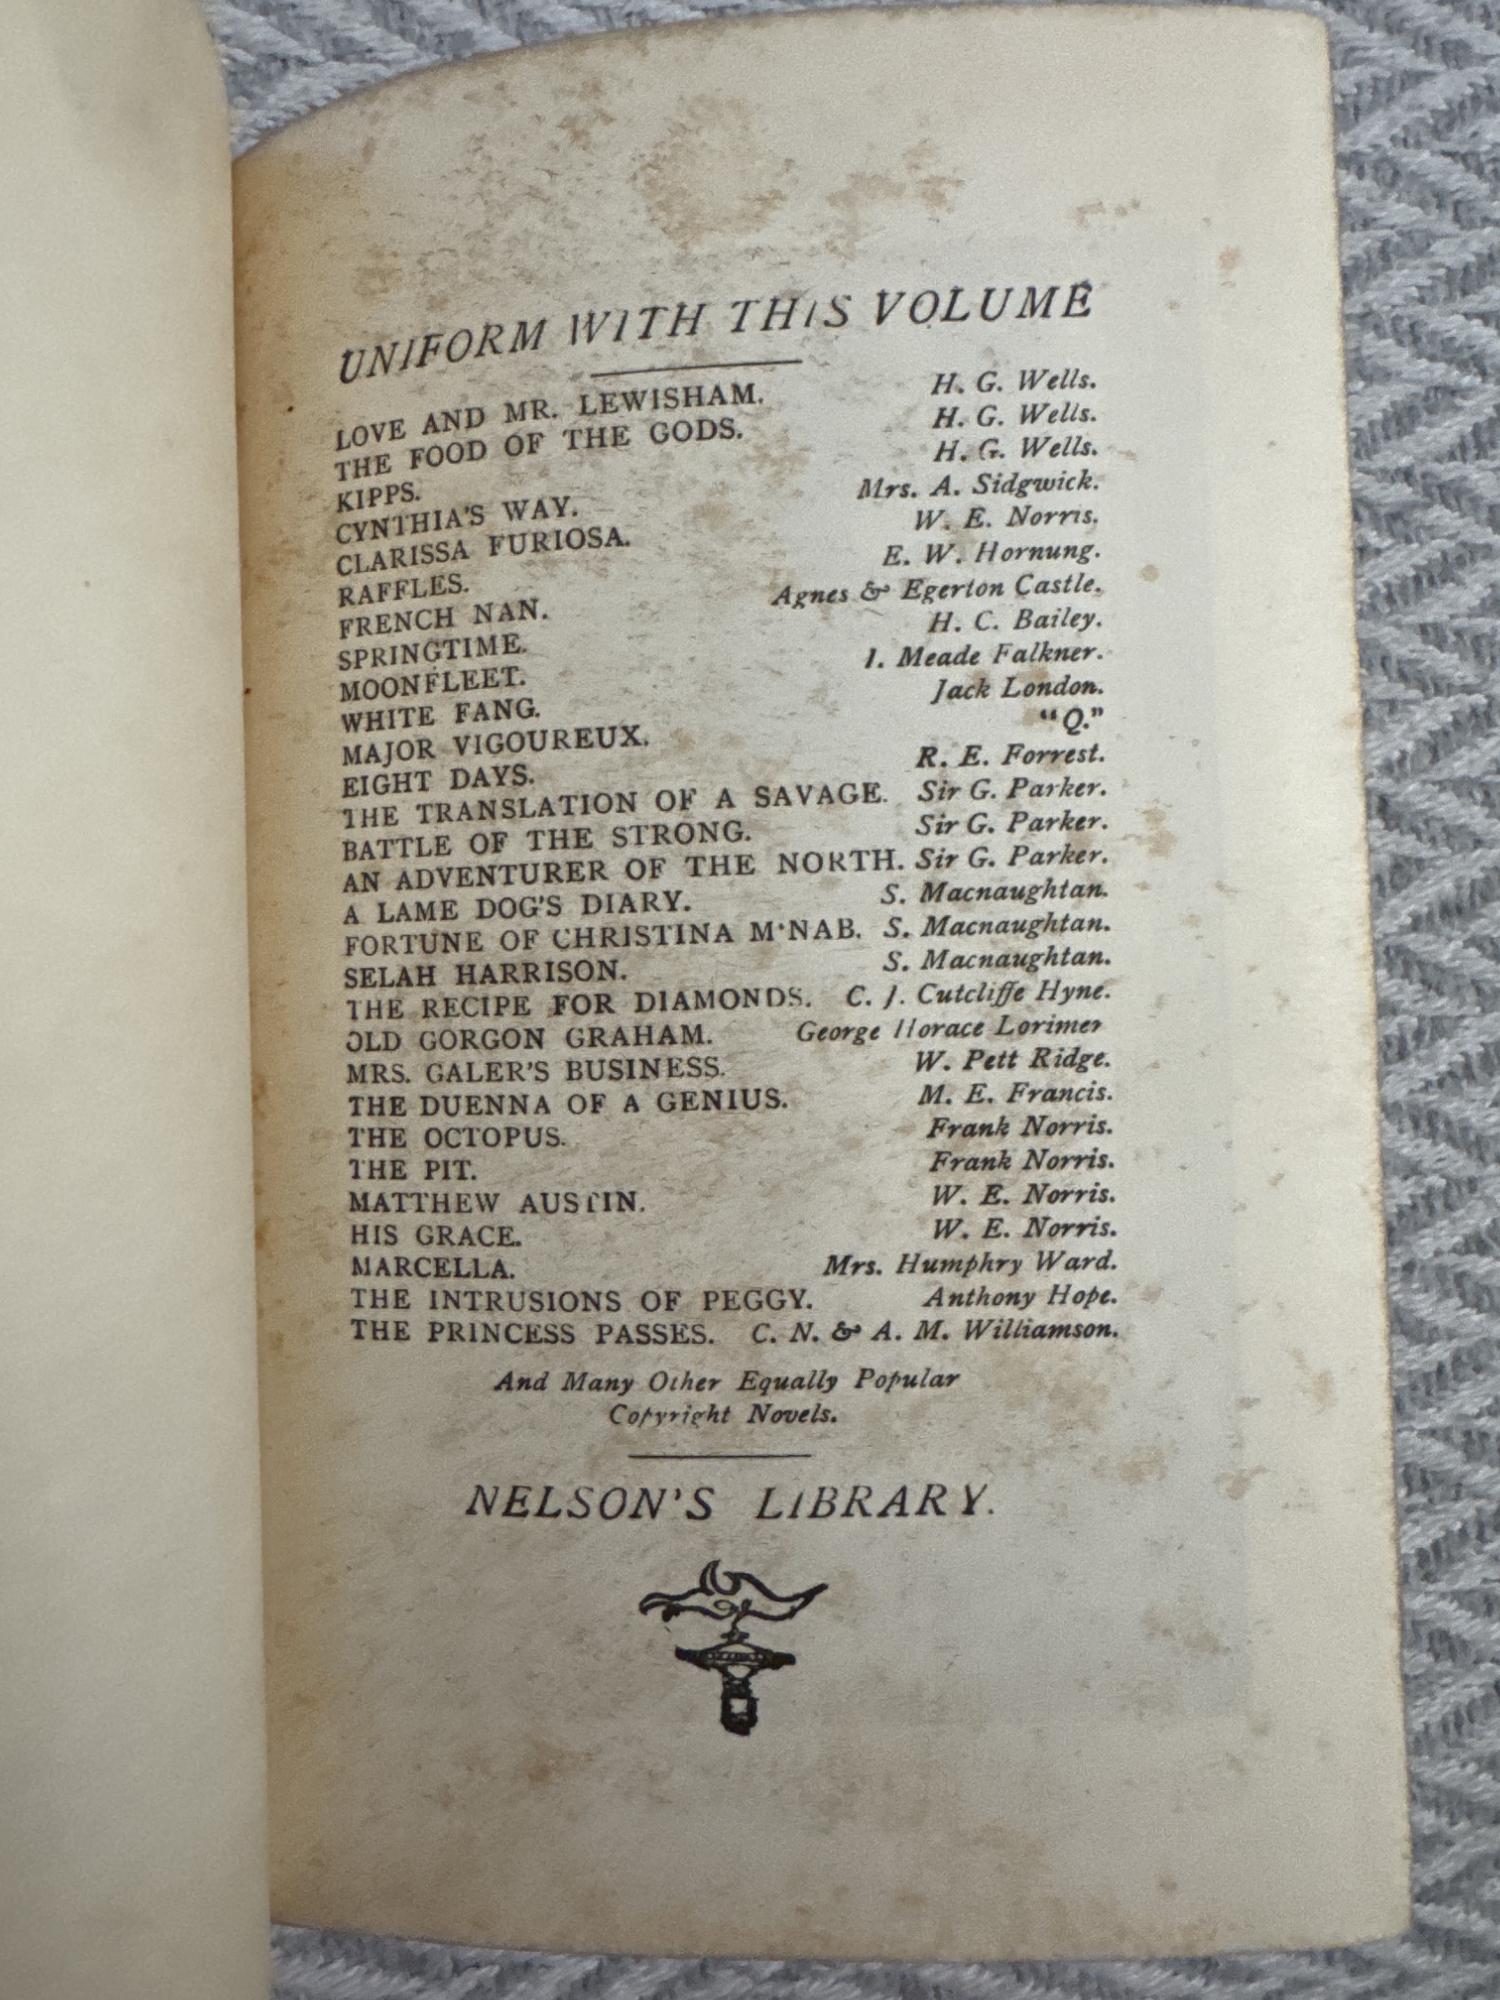 UNIFORM WITH THIS VOLUME
LOVE AND MR. LEWISHAM. H. G. Wells.
THE FOOD OF THE GODS. H. G. Wells.
KIPPS. H. G. Wells.
CYNTHIA'S WAY. Mrs. A. Sidgwick.
CLARISSA FURIOSA. W. E. Norris.
RAFFLES. E. W. Hornung.
FRENCH NAN. Agnes & Egerton Castle.
SPRINGTIME. H. C. Bailey.
MOONFLEET. J. Meade Falkner.
WHITE FANG. Jack London.
MAJOR VIGOUREUX. "Q."
EIGHT DAYS. R. E. Forrest.
THE TRANSLATION OF A SAVAGE. Sir G. Parker.
BATTLE OF THE STRONG. Sir G. Parker.
AN ADVENTURER OF THE NORTH. Sir G. Parker.
A LAME DOG'S DIARY. S. Macnaughtan.
FORTUNE OF CHRISTINA M'NAB. S. Macnaughtan.
SELAH HARRISON. S. Macnaughtan.
THE RECIPE FOR DIAMONDS. C. J. Cutcliffe Hyne.
OLD GORGON GRAHAM. George Horace Lorimer
MRS. GALER'S BUSINESS. W. Pett Ridge.
THE DUENNA OF A GENIUS. M. E. Francis.
THE OCTOPUS. Frank Norris.
THE PIT. Frank Norris.
MATTHEW AUSTIN. W. E. Norris.
HIS GRACE. W. E. Norris.
MARCELLA. Mrs. Humphry Ward.
THE INTRUSIONS OF PEGGY. Anthony Hope.
THE PRINCESS PASSES. C. N. & A. M. Williamson.
And Many Other Equally Popular
Copyright Novels.
NELSON'S LIBRARY.